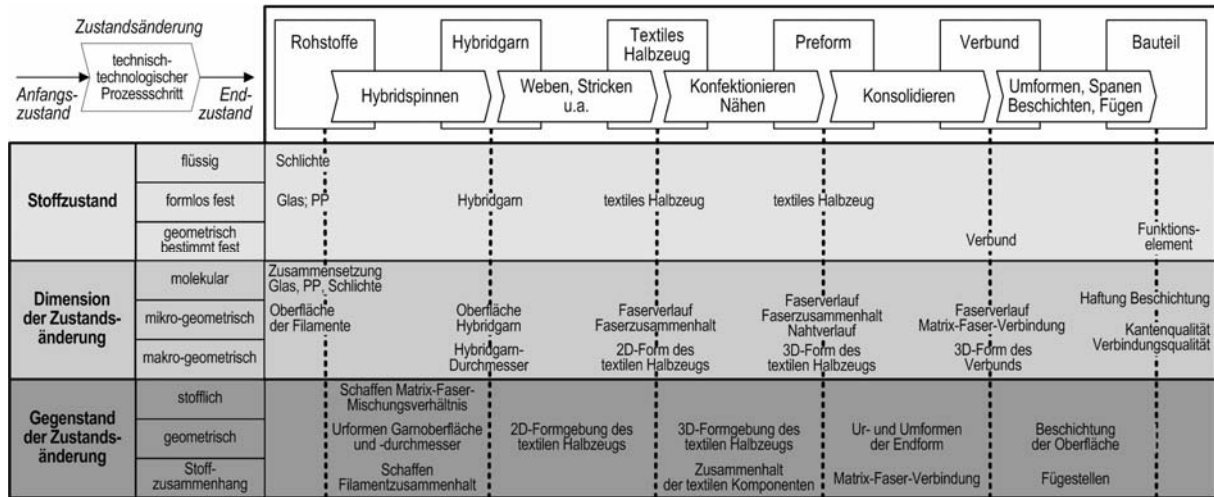 Zustandsänderung
technisch-
technologischer
Prozessschritt
Anfangs-
zustand
End-
zustand
Rohstoffe
Hybridgarn
Textiles
Halbzeug
Preform
Verbund
Bauteil
Hybridspinnen
Weben, Stricken
u.a.
Konfektionieren
Nähen
Konsolidieren
Umformen, Spanen
Beschichten, Fügen
Stoffzustand
flüssig
Schlichte
formlos fest
Glas; PP
Hybridgarn
textiles Halbzeug
textiles Halbzeug
geometrisch
bestimmt fest
Verbund
Funktions-
element
Dimension
der Zustands-
änderung
molekular
Zusammensetzung
Glas, PP, Schlichte
mikro-geometrisch
Oberfläche
der Filamente
Oberfläche
Hybridgarn
Faserverlauf
Faserzusammenhalt
Faserverlauf
Faserzusammenhalt
Nahtverlauf
Faserverlauf
Matrix-Faser-Verbindung
Haftung Beschichtung
Kantenqualität
Verbindungsqualität
makro-geometrisch
Hybridgarn-
Durchmesser
2D-Form des
textilen Halbzeugs
3D-Form des
textilen Halbzeugs
3D-Form des
Verbunds
Gegenstand
der Zustands-
änderung
stofflich
Schaffen Matrix-Faser-
Mischungsverhältnis
geometrisch
Urformen Garnoberfläche
und -durchmesser
2D-Formgebung des
textilen Halbzeugs
3D-Formgebung des
textilen Halbzeugs
Ur- und Umformen
der Endform
Beschichtung
der Oberfläche
Stoff-
zusammenhang
Schaffen
Filamentzusammenhalt
Zusammenhalt
der textilen Komponenten
Matrix-Faser-Verbindung
Fügestellen